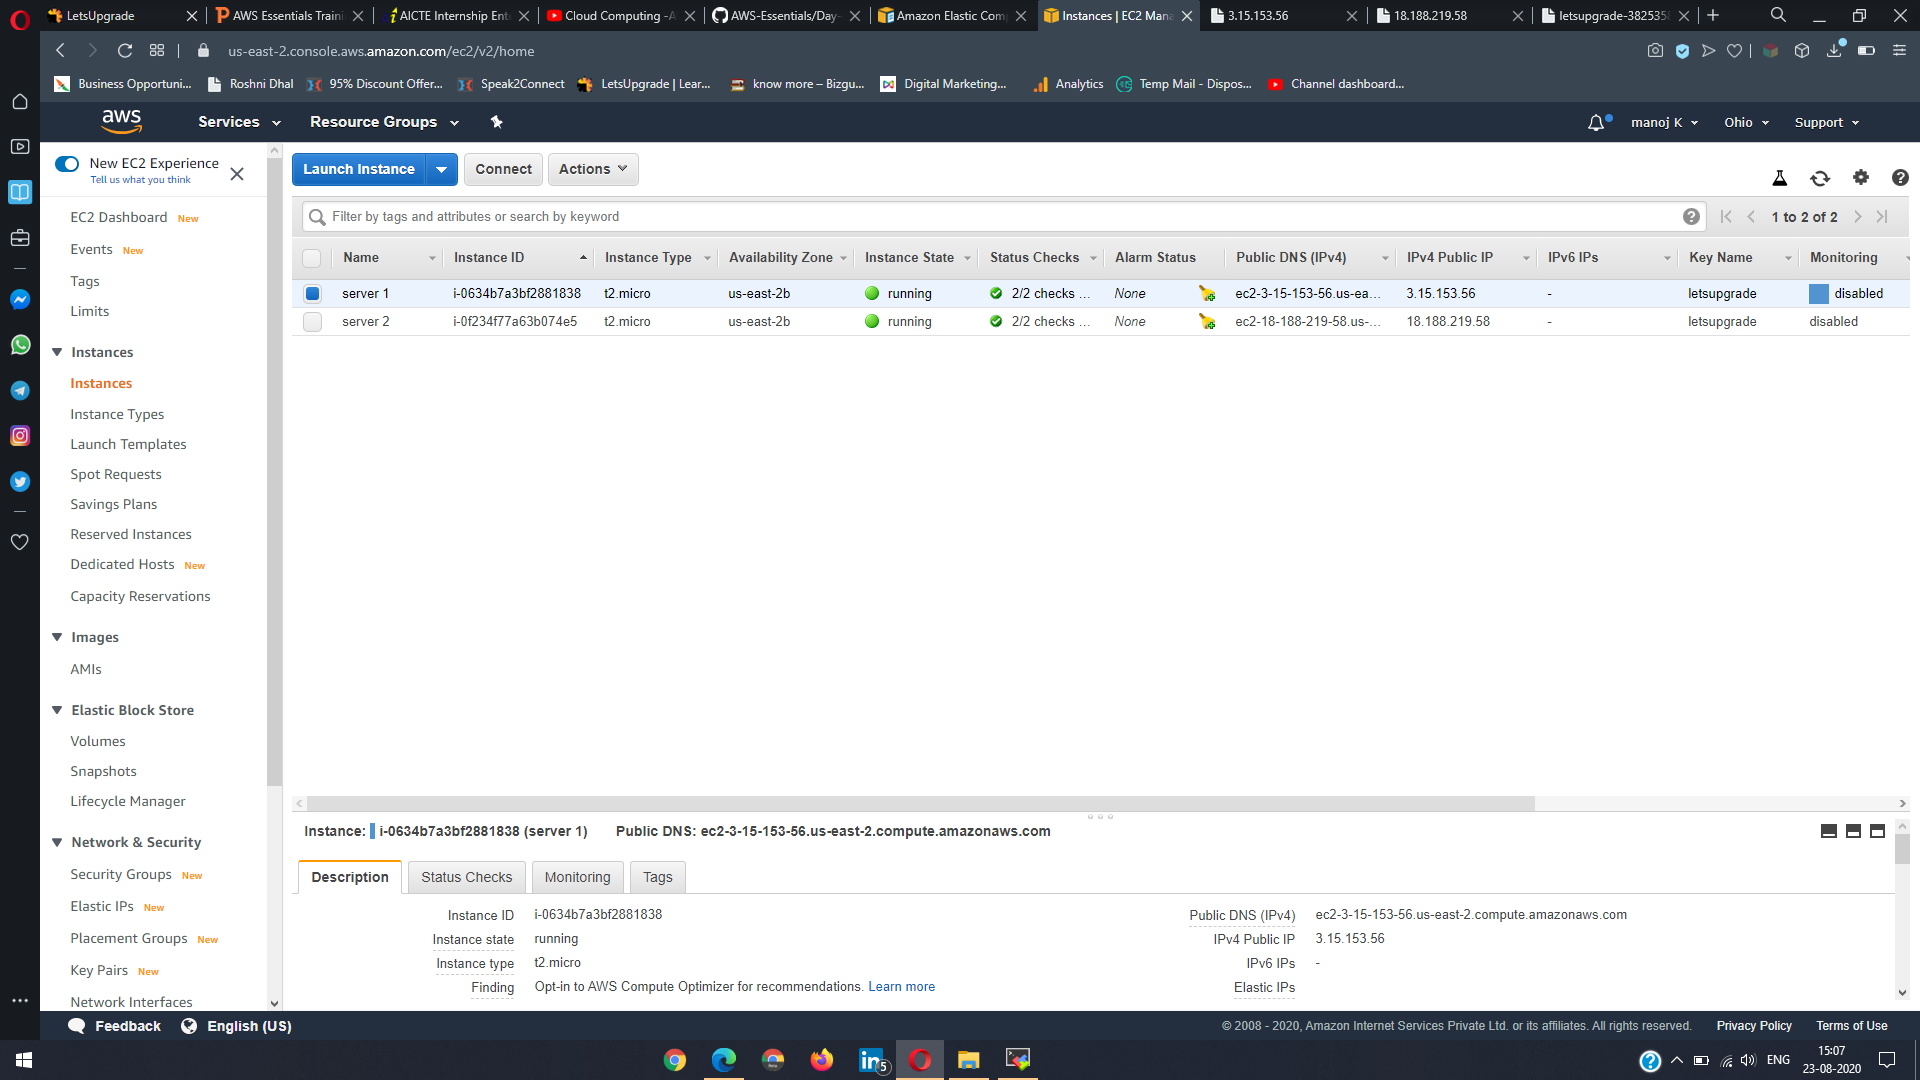 LetsUpgrade
AWS Essentials Traini
AICTE Internship Ent
Cloud Computing -A
AWS-Essentials/Day-
Amazon Elastic Com
Instances | EC2 Mana
3.15.153.56
18.188.219.58
letsupgrade-3825358
us-east-2.console.aws.amazon.com/ec2/v2/home
Business Opportuni...
Roshni Dhal
95% Discount Offer...
Speak2Connect
LetsUpgrade | Lear...
know more – Bizgu...
Digital Marketing...
Analytics
Temp Mail - Dispos...
Channel dashboard...
aws Services Resource Groups manoj K Ohio Support
New EC2 Experience
Tell us what you think
EC2 Dashboard New
Events New
Tags
Limits
Instances
Instances
Instance Types
Launch Templates
Spot Requests
Savings Plans
Reserved Instances
Dedicated Hosts New
Capacity Reservations
Images
AMIs
Elastic Block Store
Volumes
Snapshots
Lifecycle Manager
Network & Security
Security Groups New
Elastic IPs New
Placement Groups New
Key Pairs New
Network Interfaces
Launch Instance Connect Actions
Filter by tags and attributes or search by keyword
1 to 2 of 2
Name Instance ID Instance Type Availability Zone Instance State Status Checks Alarm Status Public DNS (IPv4) IPv4 Public IP IPv6 IPs Key Name Monitoring
server 1 i-0634b7a3bf2881838 t2.micro us-east-2b running 2/2 checks ... None ec2-3-15-153-56.us-ea... 3.15.153.56 - letsupgrade disabled
server 2 i-0f234f77a63b074e5 t2.micro us-east-2b running 2/2 checks ... None ec2-18-188-219-58.us-... 18.188.219.58 - letsupgrade disabled
Instance: i-0634b7a3bf2881838 (server 1) Public DNS: ec2-3-15-153-56.us-east-2.compute.amazonaws.com
Description Status Checks Monitoring Tags
Instance ID i-0634b7a3bf2881838
Instance state running
Instance type t2.micro
Finding Opt-in to AWS Compute Optimizer for recommendations. Learn more
Public DNS (IPv4) ec2-3-15-153-56.us-east-2.compute.amazonaws.com
IPv4 Public IP 3.15.153.56
IPv6 IPs -
Elastic IPs
Feedback English (US)
© 2008 - 2020, Amazon Internet Services Private Ltd. or its affiliates. All rights reserved. Privacy Policy Terms of Use
5
ENG
15:07
23-08-2020